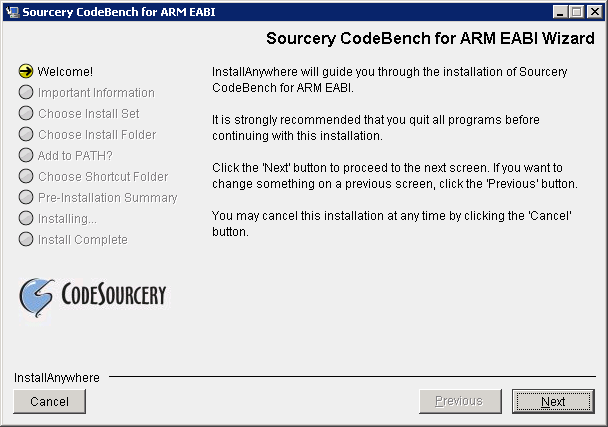 Sourcery CodeBench for ARM EABI
Sourcery CodeBench for ARM EABI Wizard
Welcome!
Important Information
Choose Install Set
Choose Install Folder
Add to PATH?
Choose Shortcut Folder
Pre-Installation Summary
Installing...
Install Complete
CODESOURCERY
InstallAnywhere will guide you through the installation of Sourcery
CodeBench for ARM EABI.
It is strongly recommended that you quit all programs before
continuing with this installation.
Click the 'Next' button to proceed to the next screen. If you want to
change something on a previous screen, click the 'Previous' button.
You may cancel this installation at any time by clicking the 'Cancel'
button.
InstallAnywhere
Cancel
Previous
Next